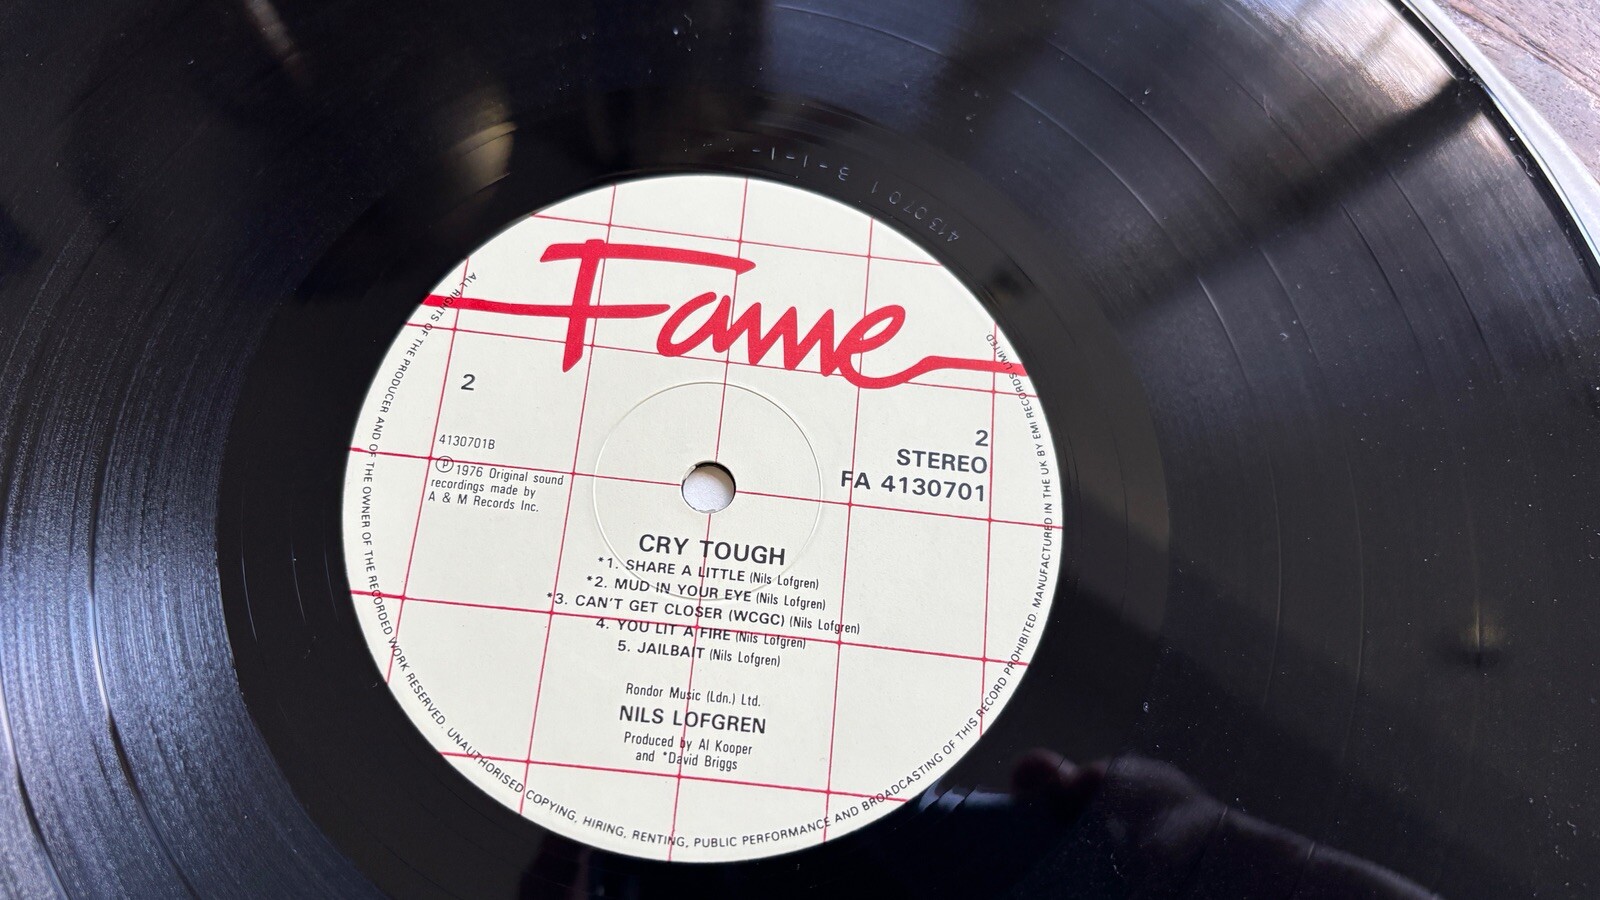 Fame
2
4130701B
Ⓟ 1976 Original sound
recordings made by
A & M Records Inc.
2
STEREO
FA 4130701
CRY TOUGH
*1. SHARE A LITTLE (Nils Lofgren)
*2. MUD IN YOUR EYE (Nils Lofgren)
*3. CAN'T GET CLOSER (WCGC) (Nils Lofgren)
4. YOU LIT A FIRE (Nils Lofgren)
5. JAILBAIT (Nils Lofgren)
Rondor Music (Ldn.) Ltd.
NILS LOFGREN
Produced by Al Kooper
and *David Briggs
ALL RIGHTS OF THE PRODUCER AND OF THE OWNER OF THE RECORDED WORK RESERVED. UNAUTHORISED COPYING, HIRING, RENTING, PUBLIC PERFORMANCE AND BROADCASTING OF THIS RECORD PROHIBITED. MANUFACTURED IN THE UK BY EMI RECORDS LIMITED
413070 1